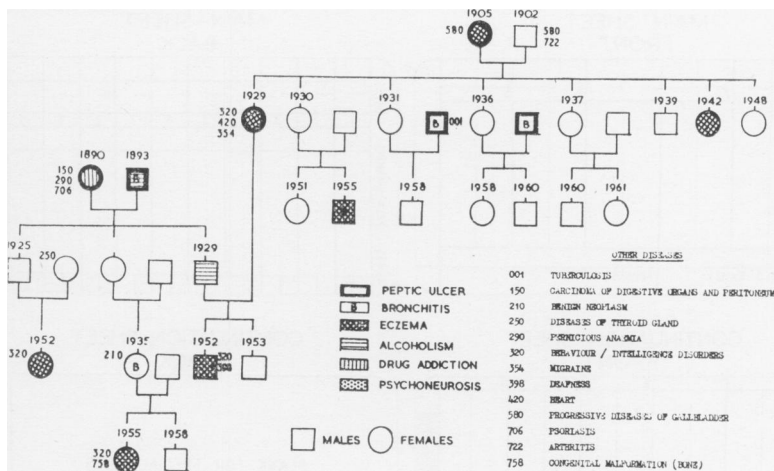 1905 1902
580 580
722
1929 1930 1931 1936 1937 1939 1942 1948
320
420
354
B 001 B
1890 1893
150
290
706
B
1951 1955 1958 1958 1960 1960 1961
1925 250 1929
OTHER DISEASES
001 TUBERCULOSIS
PEPTIC ULCER 150 CARCINOMA OF DIGESTIVE ORGANS AND PERITONEUM
B BRONCHITIS 210 BENIGN NEOPLASM
ECZEMA 250 DISEASES OF THYROID GLAND
ALCOHOLISM 290 PERNICIOUS ANAEMIA
DRUG ADDICTION 320 BEHAVIOUR / INTELLIGENCE DISORDERS
PSYCHONEUROSIS 354 MIGRAINE
398 DEAFNESS
420 HEART
580 PROGRESSIVE DISEASES OF GALLBLADDER
706 PSORIASIS
722 ARTHRITIS
758 CONGENITAL MALFORMATION (BONE)
1952 1935 1952 1953
320 210 B 320
398
1955 1958
320
758
MALES FEMALES